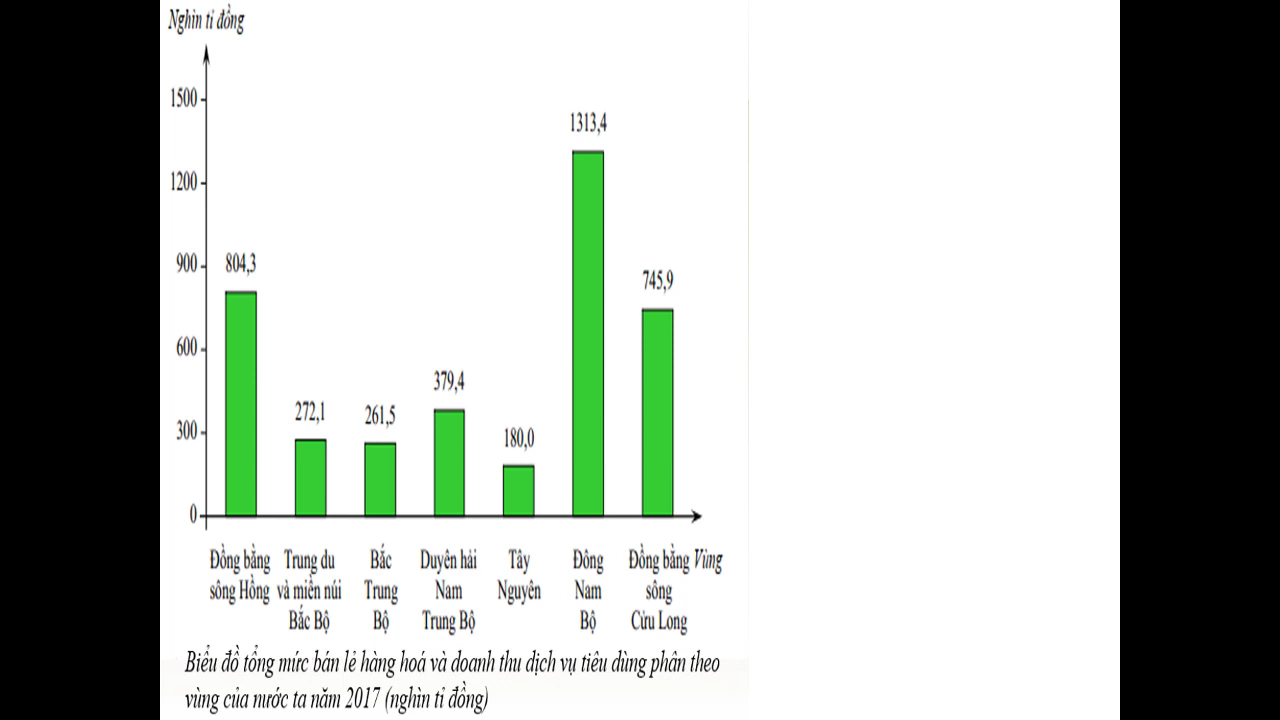 Nghìn tỉ đồng
1500
1200
900
600
300
0
804,3
272,1
261,5
379,4
180,0
1313,4
745,9
Đồng bằng
sông Hồng
Trung du
và miền núi
Bắc Bộ
Bắc
Trung
Bộ
Duyên hải
Nam
Trung Bộ
Tây
Nguyên
Đông
Nam
Bộ
Đồng bằng
sông
Cửu Long
Vùng
Biểu đồ tổng mức bán lẻ hàng hoá và doanh thu dịch vụ tiêu dùng phân theo
vùng của nước ta năm 2017 (nghìn tỉ đồng)